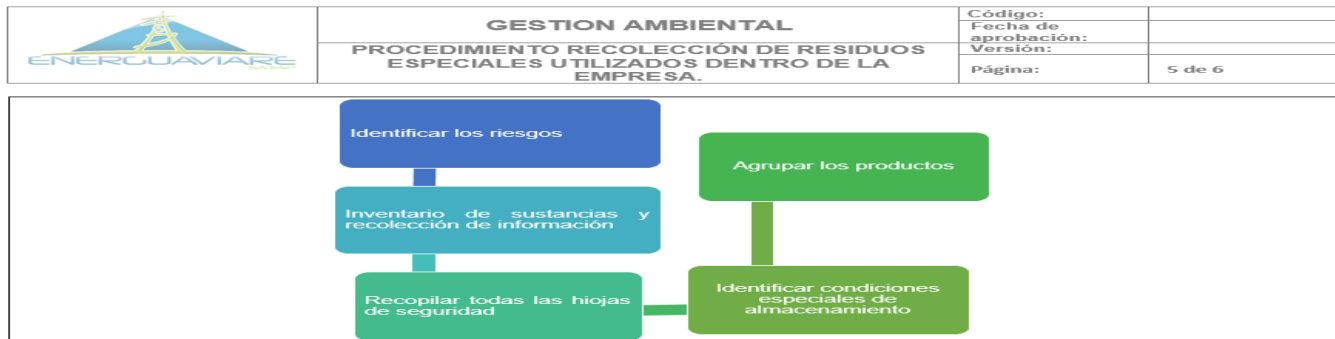 ENERGUAVIARE
GESTION AMBIENTAL
PROCEDIMIENTO RECOLECCIÓN DE RESIDUOS
ESPECIALES UTILIZADOS DENTRO DE LA
EMPRESA.
Código:
Fecha de
aprobación:
Versión:
Página:
5 de 6
Identificar los riesgos
Inventario de sustancias y
recolección de información
Recopilar todas las hiojas
de seguridad
Identificar condiciones
especiales de
almacenamiento
Agrupar los productos